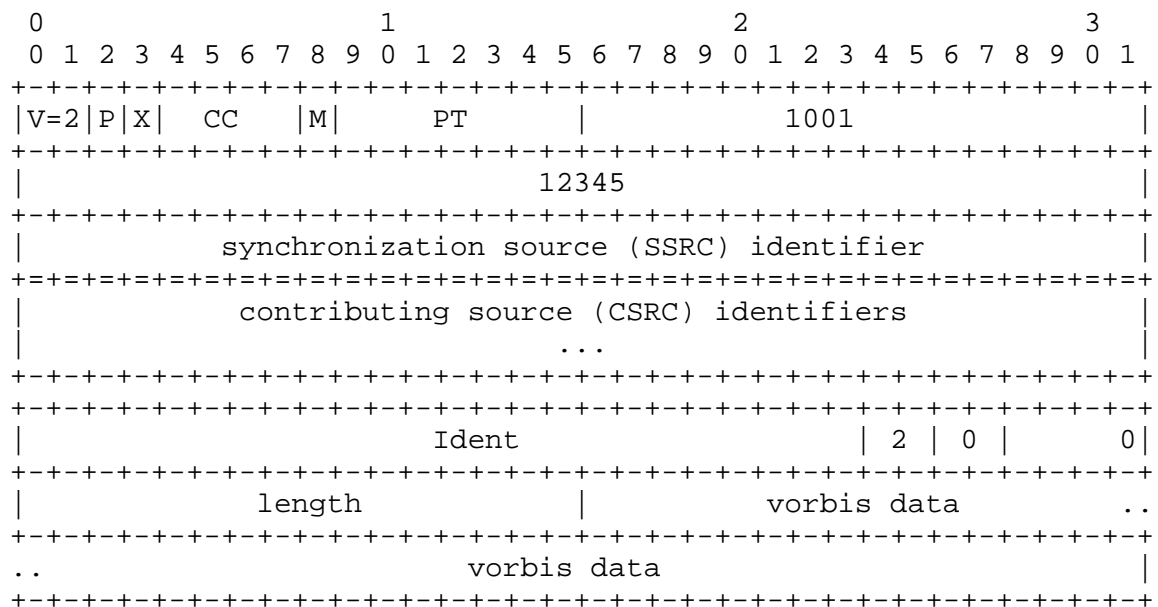 0                   1                   2                   3
 0 1 2 3 4 5 6 7 8 9 0 1 2 3 4 5 6 7 8 9 0 1 2 3 4 5 6 7 8 9 0 1
+-+-+-+-+-+-+-+-+-+-+-+-+-+-+-+-+-+-+-+-+-+-+-+-+-+-+-+-+-+-+-+-+
|V=2|P|X|  CC   |M|     PT      |           1001                |
+-+-+-+-+-+-+-+-+-+-+-+-+-+-+-+-+-+-+-+-+-+-+-+-+-+-+-+-+-+-+-+-+
|                             12345                             |
+-+-+-+-+-+-+-+-+-+-+-+-+-+-+-+-+-+-+-+-+-+-+-+-+-+-+-+-+-+-+-+-+
|           synchronization source (SSRC) identifier            |
+=+=+=+=+=+=+=+=+=+=+=+=+=+=+=+=+=+=+=+=+=+=+=+=+=+=+=+=+=+=+=+=+
|            contributing source (CSRC) identifiers             |
|                              ...                              |
+-+-+-+-+-+-+-+-+-+-+-+-+-+-+-+-+-+-+-+-+-+-+-+-+-+-+-+-+-+-+-+-+
+-+-+-+-+-+-+-+-+-+-+-+-+-+-+-+-+-+-+-+-+-+-+-+-+-+-+-+-+-+-+-+-+
|                       Ident                   | 2 | 0 |      0|
+-+-+-+-+-+-+-+-+-+-+-+-+-+-+-+-+-+-+-+-+-+-+-+-+-+-+-+-+-+-+-+-+
|             length            |          vorbis data         ..
+-+-+-+-+-+-+-+-+-+-+-+-+-+-+-+-+-+-+-+-+-+-+-+-+-+-+-+-+-+-+-+-+
..                        vorbis data                           |
+-+-+-+-+-+-+-+-+-+-+-+-+-+-+-+-+-+-+-+-+-+-+-+-+-+-+-+-+-+-+-+-+